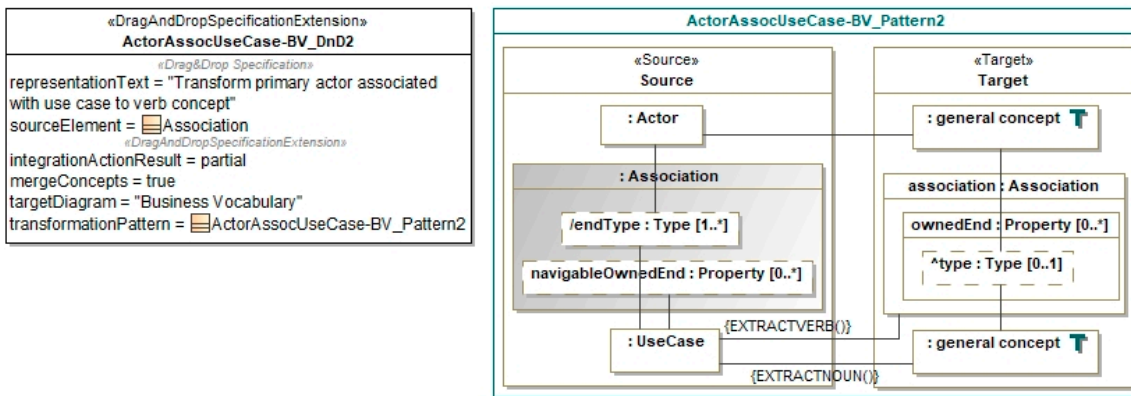 «DragAndDropSpecificationExtension»
ActorAssocUseCase-BV_DnD2
«Drag&Drop Specification»
representationText = "Transform primary actor associated
with use case to verb concept"
sourceElement = Association
«DragAndDropSpecificationExtension»
integrationActionResult = partial
mergeConcepts = true
targetDiagram = "Business Vocabulary"
transformationPattern = ActorAssocUseCase-BV_Pattern2
ActorAssocUseCase-BV_Pattern2
«Source»
Source
: Actor
: Association
/endType : Type [1..*]
navigableOwnedEnd : Property [0..*]
: UseCase
{EXTRACTVERB()}
{EXTRACTNOUN()}
«Target»
Target
: general concept
association : Association
ownedEnd : Property [0..*]
^type : Type [0..1]
: general concept